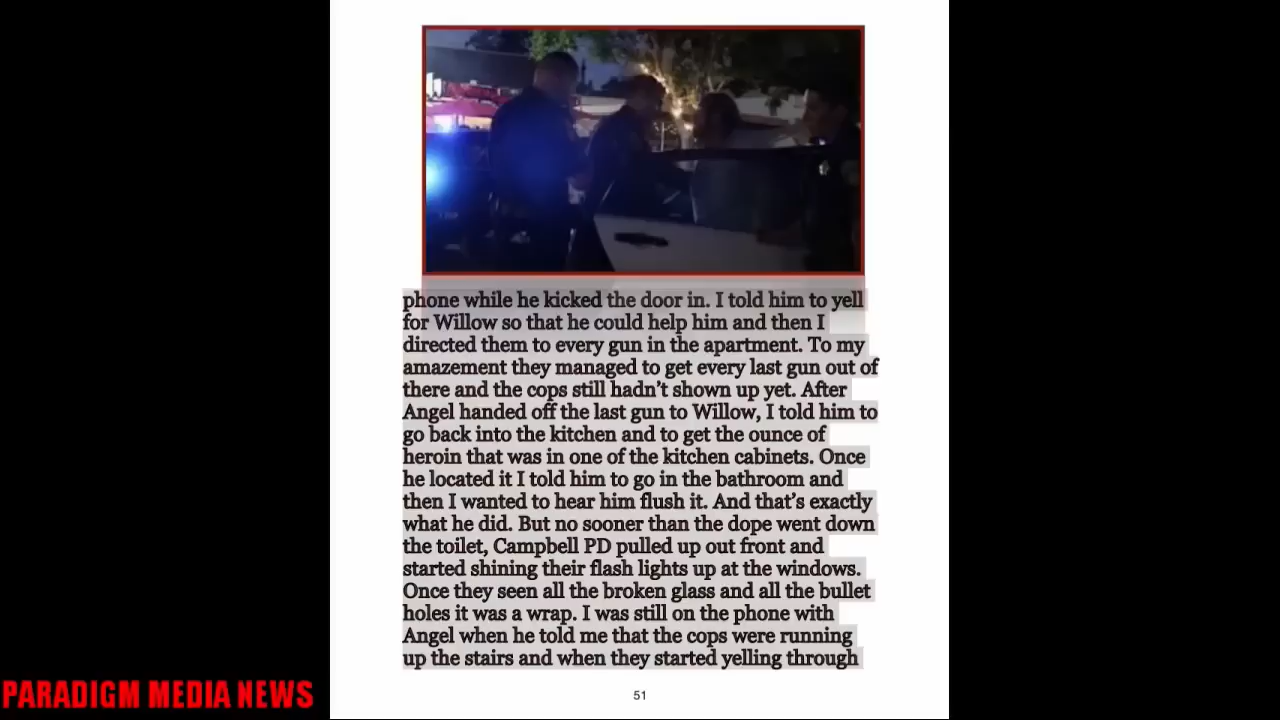 phone while he kicked the door in. I told him to yell
for Willow so that he could help him and then I
directed them to every gun in the apartment. To my
amazement they managed to get every last gun out of
there and the cops still hadn’t shown up yet. After
Angel handed off the last gun to Willow, I told him to
go back into the kitchen and to get the ounce of
heroin that was in one of the kitchen cabinets. Once
he located it I told him to go in the bathroom and
then I wanted to hear him flush it. And that’s exactly
what he did. But no sooner than the dope went down
the toilet, Campbell PD pulled up out front and
started shining their flash lights up at the windows.
Once they seen all the broken glass and all the bullet
holes it was a wrap. I was still on the phone with
Angel when he told me that the cops were running
up the stairs and when they started yelling through
51
PARADIGM MEDIA NEWS